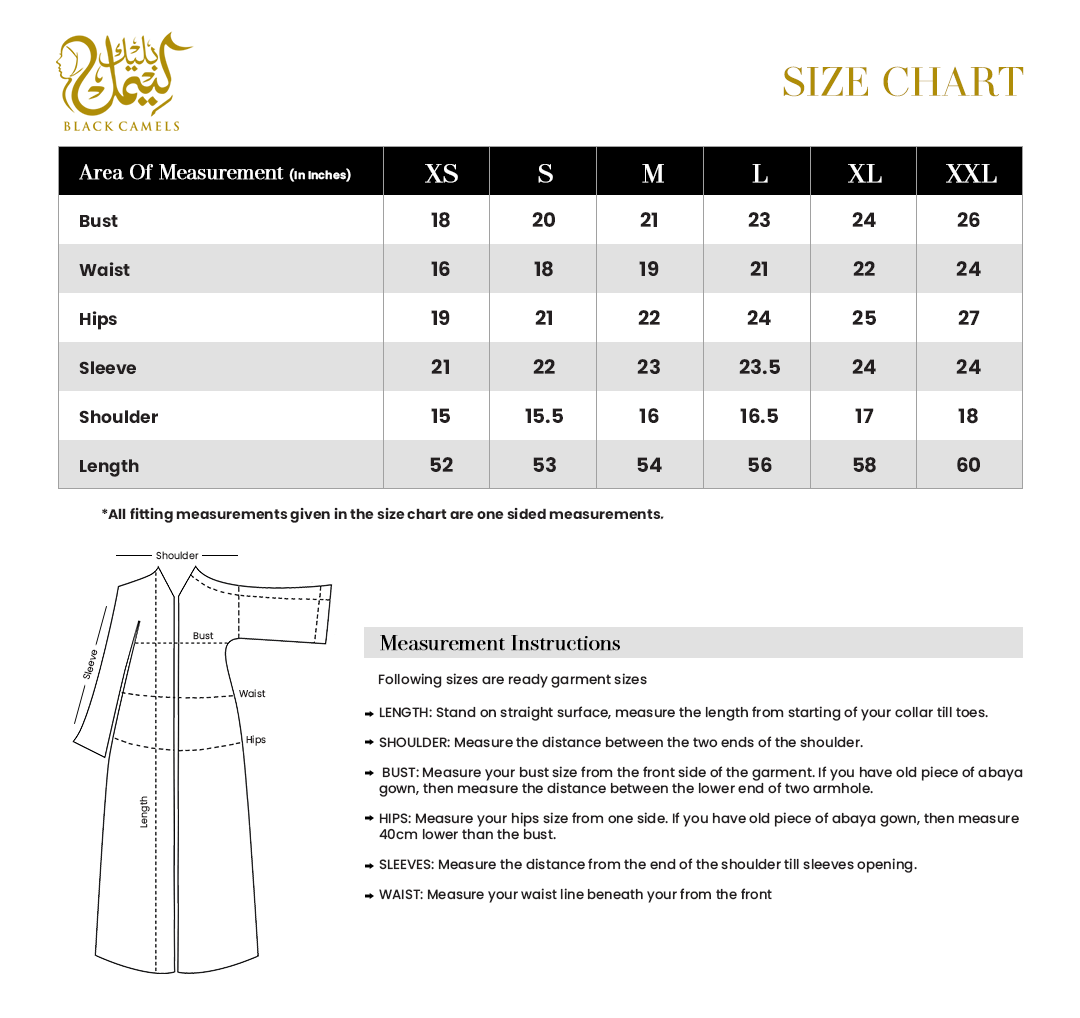 بليك
كيمل
BLACK CAMELS
SIZE CHART
Area Of Measurement (In Inches) XS S M L XL XXL
Bust 18 20 21 23 24 26
Waist 16 18 19 21 22 24
Hips 19 21 22 24 25 27
Sleeve 21 22 23 23.5 24 24
Shoulder 15 15.5 16 16.5 17 18
Length 52 53 54 56 58 60
*All fitting measurements given in the size chart are one sided measurements.
Shoulder
Bust
Sleeve
Waist
Hips
Length
Measurement Instructions
Following sizes are ready garment sizes
LENGTH: Stand on straight surface, measure the length from starting of your collar till toes.
SHOULDER: Measure the distance between the two ends of the shoulder.
BUST: Measure your bust size from the front side of the garment. If you have old piece of abaya
gown, then measure the distance between the lower end of two armhole.
HIPS: Measure your hips size from one side. If you have old piece of abaya gown, then measure
40cm lower than the bust.
SLEEVES: Measure the distance from the end of the shoulder till sleeves opening.
WAIST: Measure your waist line beneath your from the front